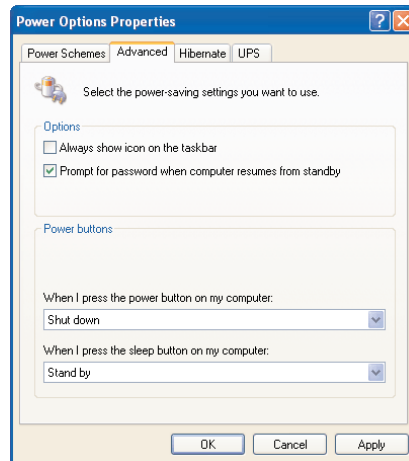 Power Options Properties
Power Schemes Advanced Hibernate UPS
Select the power-saving settings you want to use.
Options
Always show icon on the taskbar
Prompt for password when computer resumes from standby
Power buttons
When I press the power button on my computer:
Shut down
When I press the sleep button on my computer:
Stand by
OK Cancel Apply